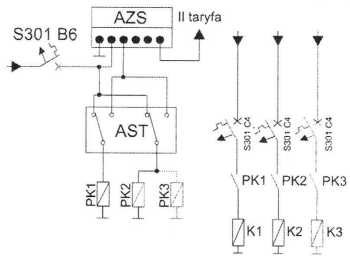 AZS
II taryfa
S301 B6
AST
PK1
PK2
PK3
S301 C4
S301 C4
S301 C4
PK1
PK2
PK3
K1
K2
K3